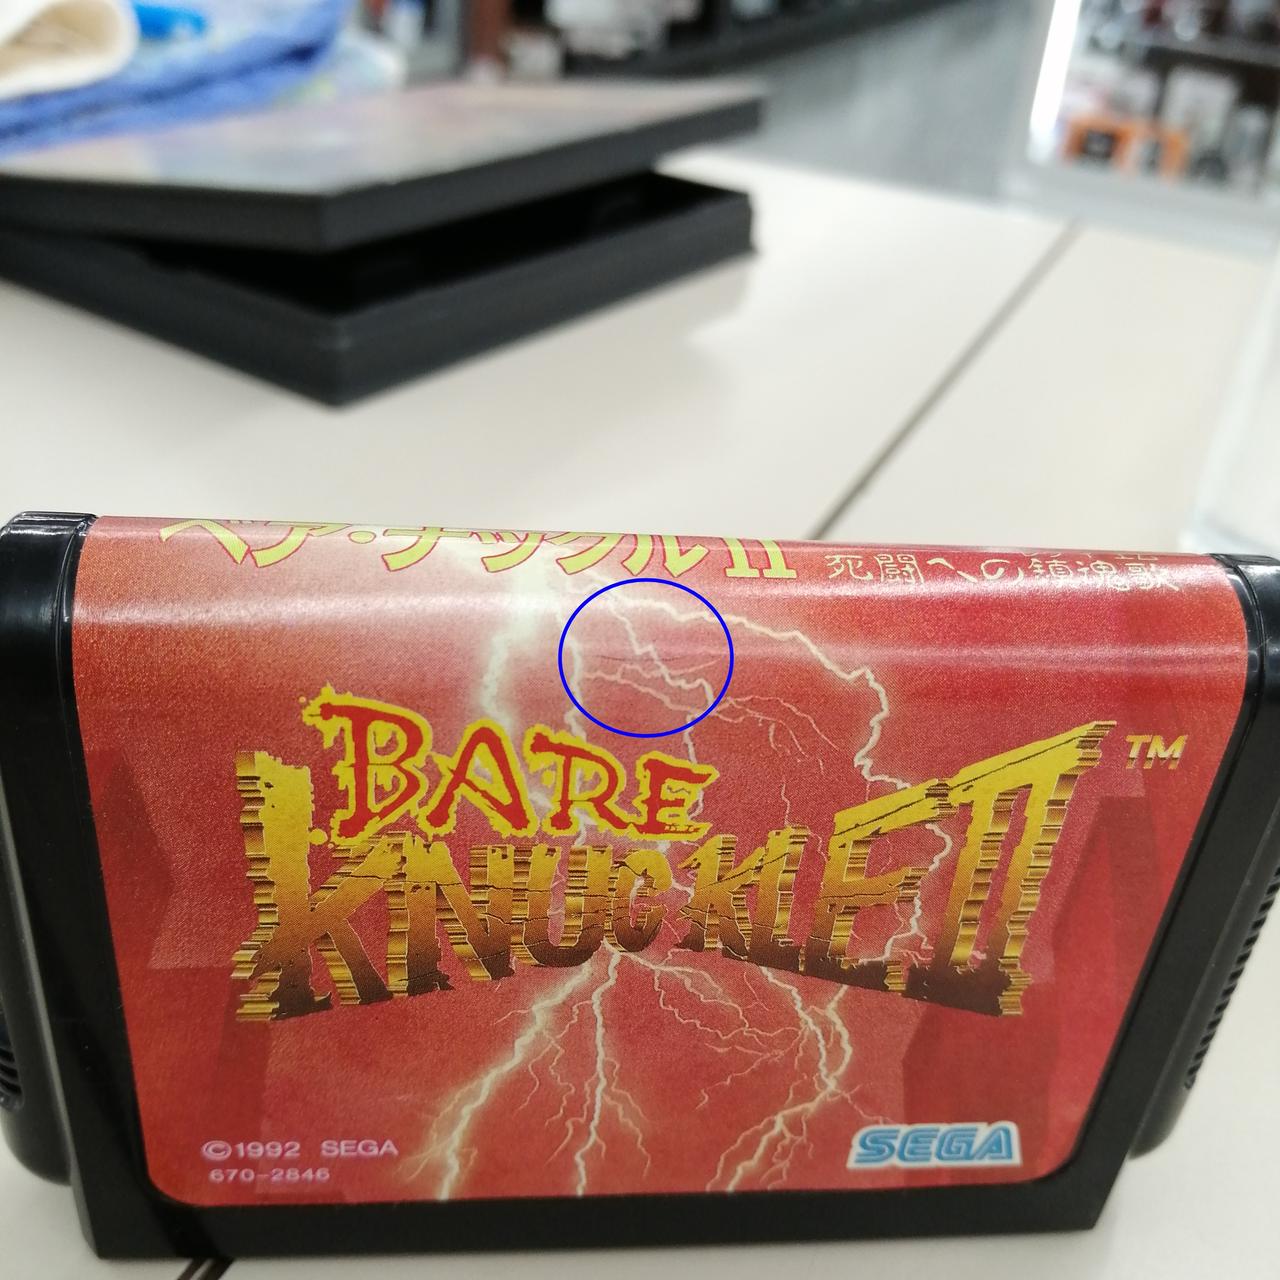 ベア・ナックルII
死闘への鎮魂歌
BARE
KNUCKLE II
TM
©1992 SEGA
670-2846
SEGA